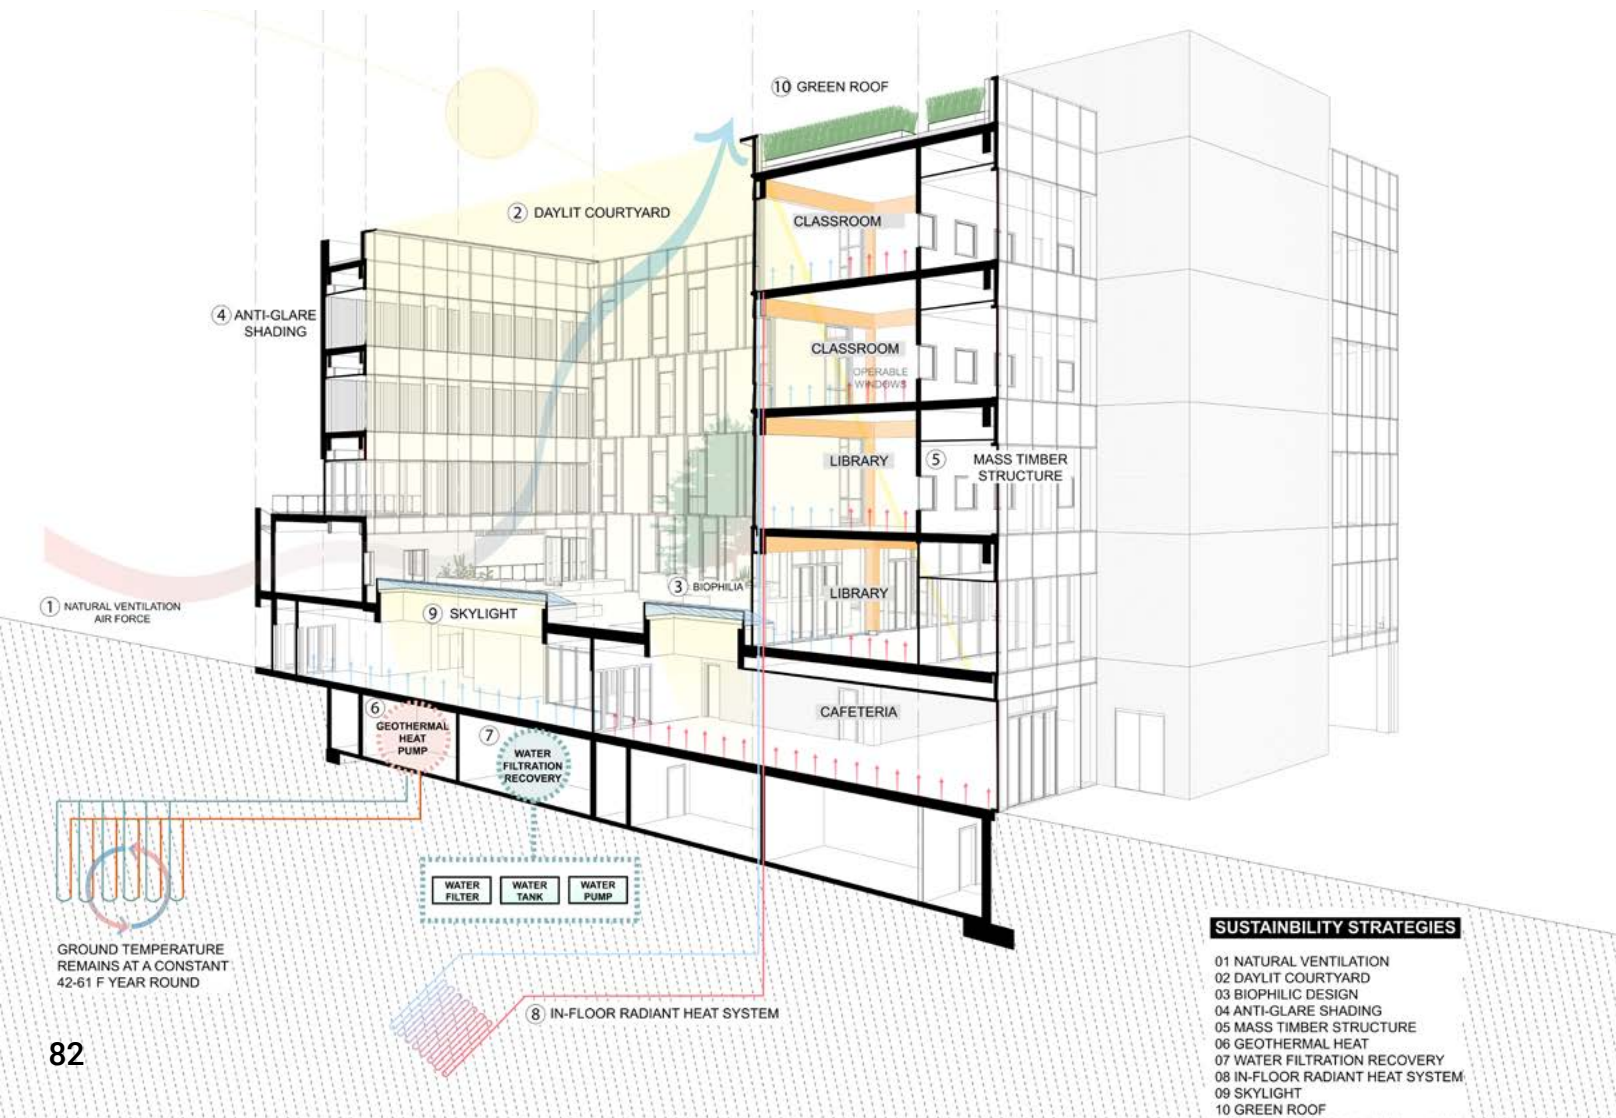 10 GREEN ROOF
2 DAYLIT COURTYARD
CLASSROOM
4 ANTI-GLARE
SHADING
CLASSROOM
OPERABLE
WINDOWS
LIBRARY
5 MASS TIMBER
STRUCTURE
3 BIOPHILIA
LIBRARY
1 NATURAL VENTILATION
AIR FORCE
9 SKYLIGHT
CAFETERIA
6
GEOTHERMAL
HEAT
PUMP
7
WATER
FILTRATION
RECOVERY
WATER
FILTER
WATER
TANK
WATER
PUMP
GROUND TEMPERATURE
REMAINS AT A CONSTANT
42-61 F YEAR ROUND
8 IN-FLOOR RADIANT HEAT SYSTEM
82
SUSTAINBILITY STRATEGIES
01 NATURAL VENTILATION
02 DAYLIT COURTYARD
03 BIOPHILIC DESIGN
04 ANTI-GLARE SHADING
05 MASS TIMBER STRUCTURE
06 GEOTHERMAL HEAT
07 WATER FILTRATION RECOVERY
08 IN-FLOOR RADIANT HEAT SYSTEM
09 SKYLIGHT
10 GREEN ROOF